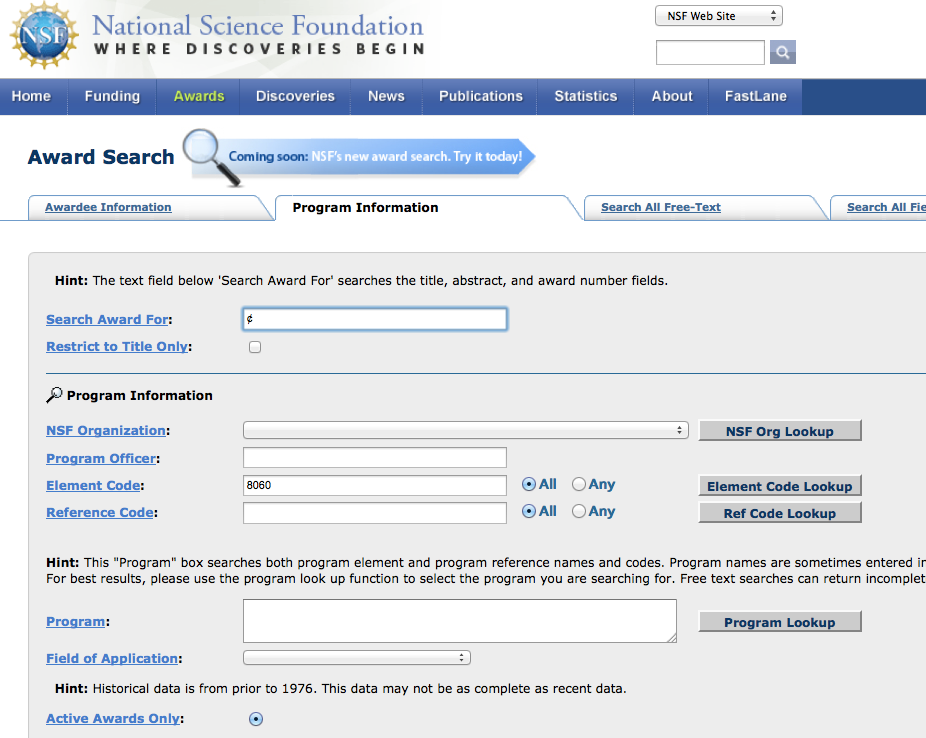 NSF
National Science Foundation
WHERE DISCOVERIES BEGIN
NSF Web Site
Home Funding Awards Discoveries News Publications Statistics About FastLane
Award Search
Coming soon: NSF's new award search. Try it today!
Awardee Information Program Information Search All Free-Text Search All Fie
Hint: The text field below 'Search Award For' searches the title, abstract, and award number fields.
Search Award For: ¢
Restrict to Title Only:
Program Information
NSF Organization: NSF Org Lookup
Program Officer:
Element Code: 8060 All Any Element Code Lookup
Reference Code: All Any Ref Code Lookup
Hint: This "Program" box searches both program element and program reference names and codes. Program names are sometimes entered in
For best results, please use the program look up function to select the program you are searching for. Free text searches can return incomplet
Program: Program Lookup
Field of Application:
Hint: Historical data is from prior to 1976. This data may not be as complete as recent data.
Active Awards Only: